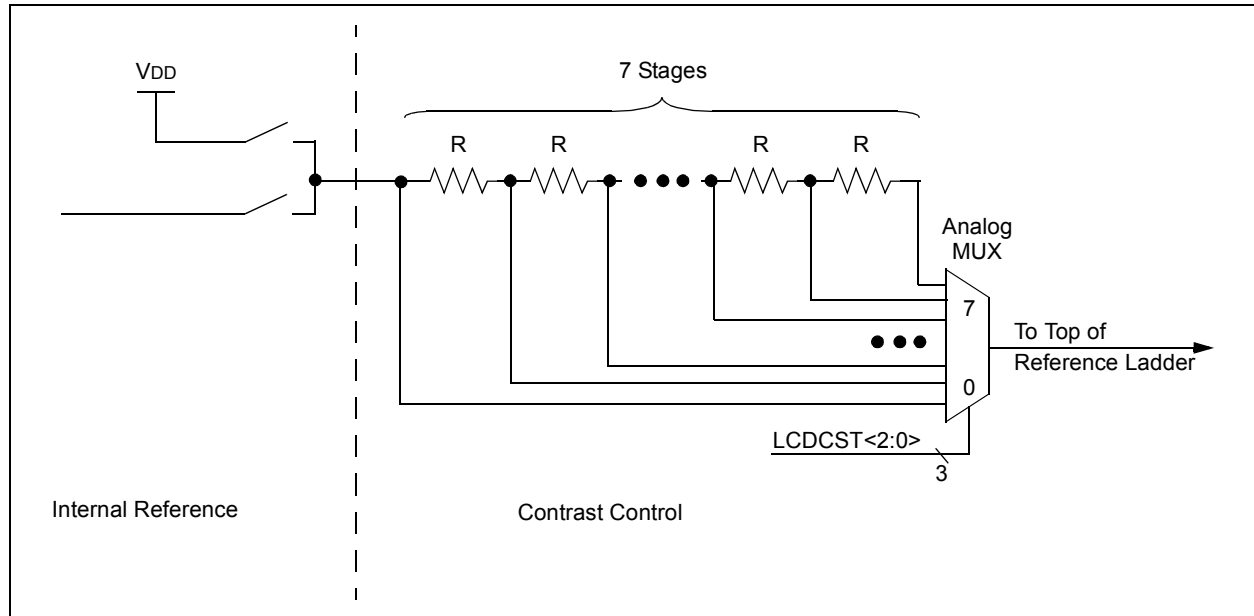 VDD
7 Stages
R
R
R
R
Analog
MUX
7
To Top of
Reference Ladder
0
LCDCST<2:0>
3
Internal Reference
Contrast Control